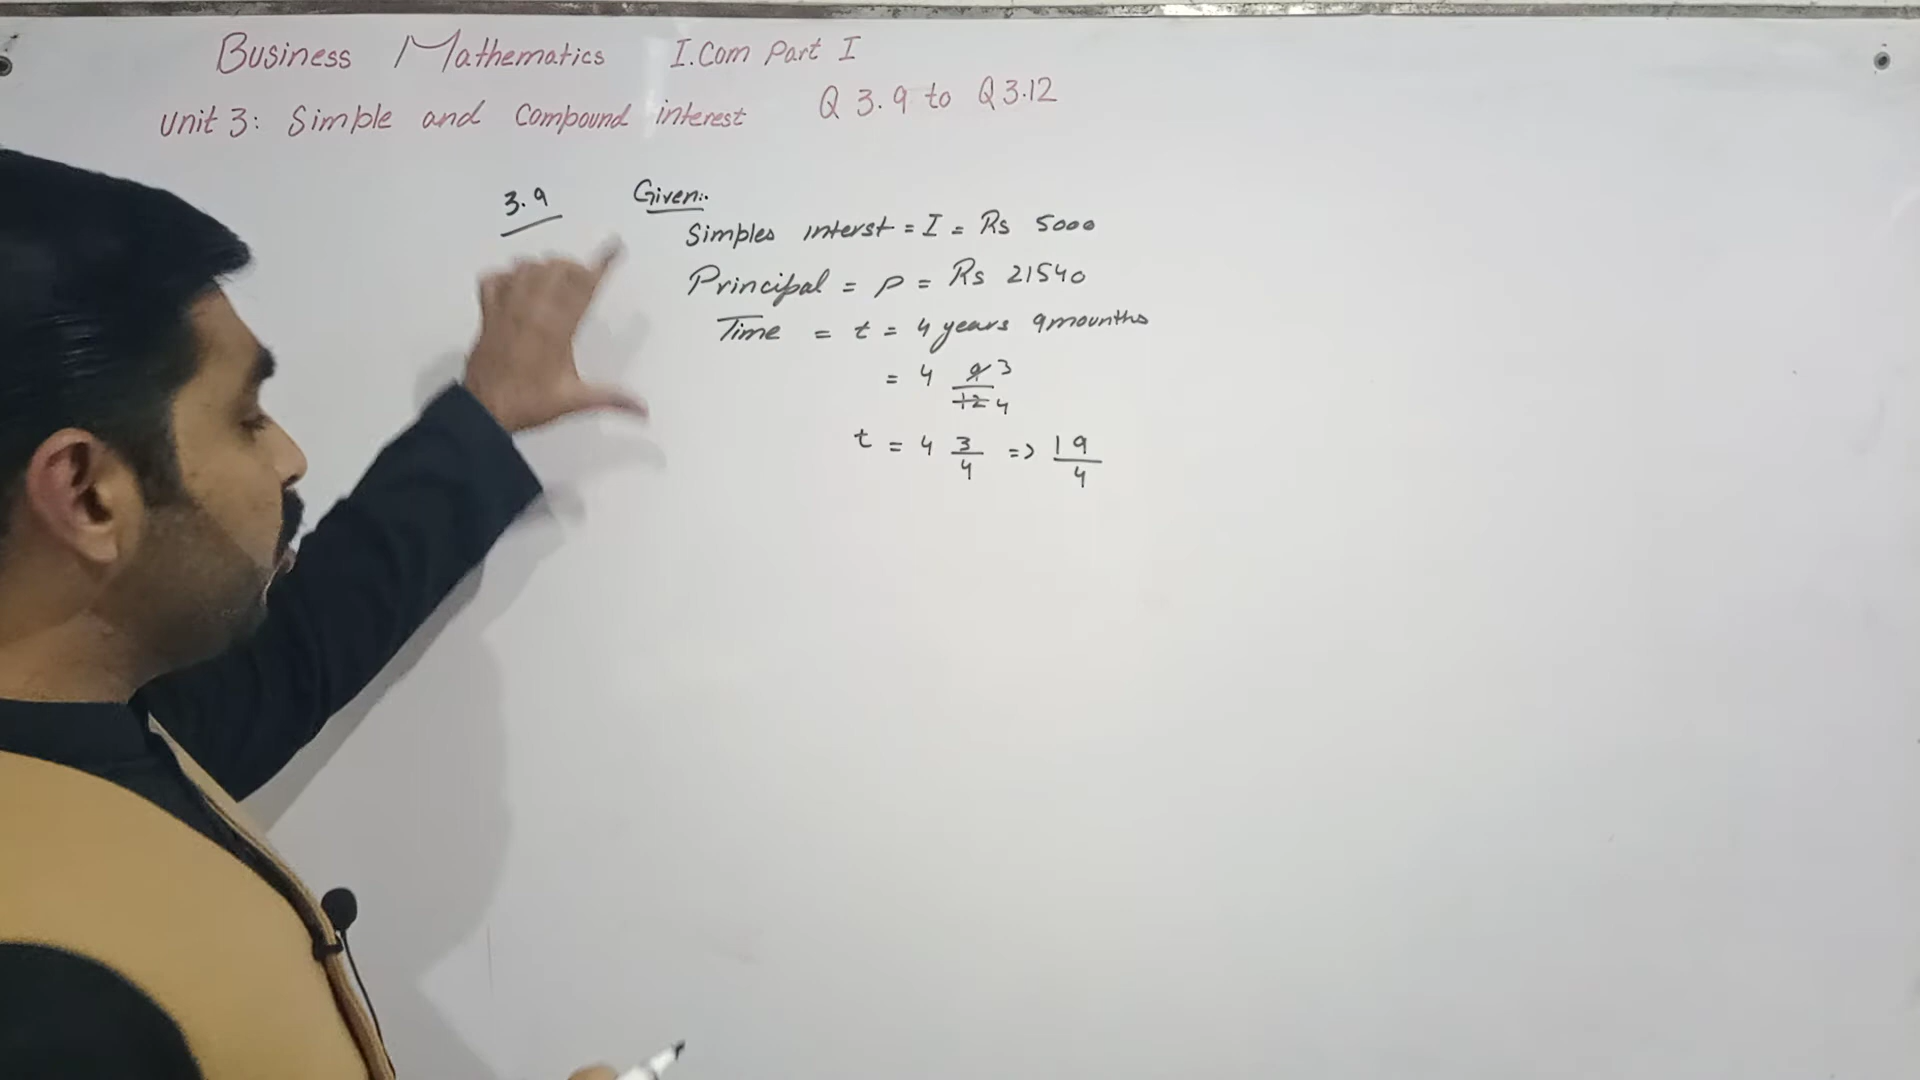 Business Mathematics I.Com Part I
Unit 3: Simple and Compound interest Q 3.9 to Q 3.12
3.9 Given:
Simples interst = I = Rs 5000
Principal = P = Rs 21540
Time = t = 4 years 9 mounths
= 4 9/12 3/4
t = 4 3/4 => 19/4